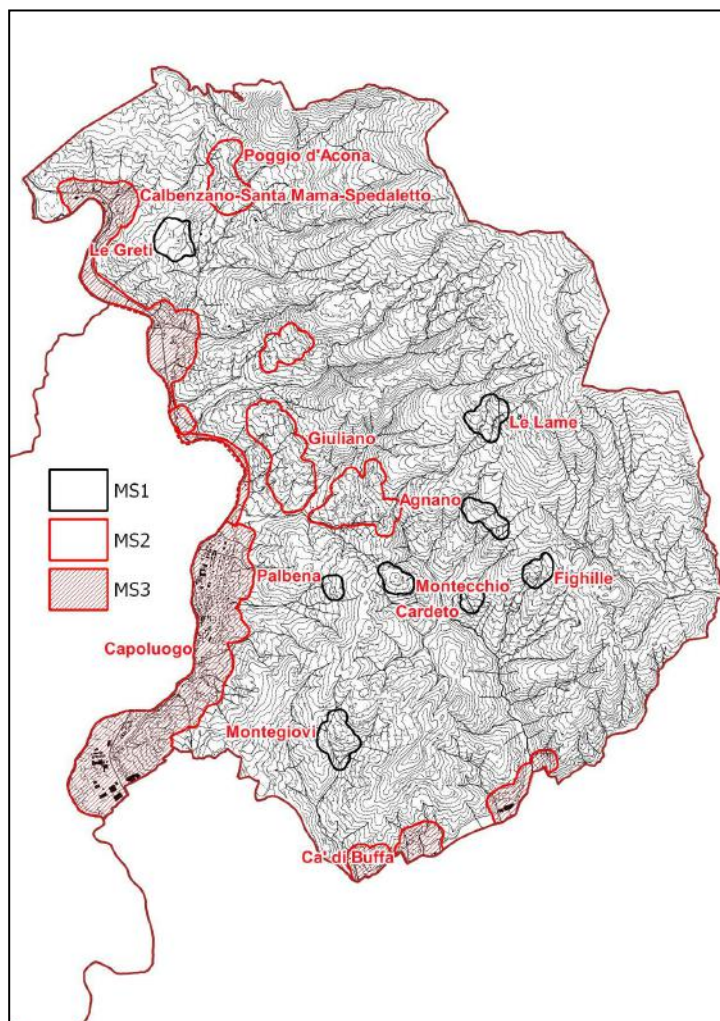 Poggio d'Acona
Calbenzano-Santa Mama-Spedaletto
Le Greti
Le Lame
Giuliano
Agnano
MS1
MS2
MS3
Palbena
Montecchio
Fighille
Cardeto
Capoluogo
Montegiovi
Ca' di Buffa